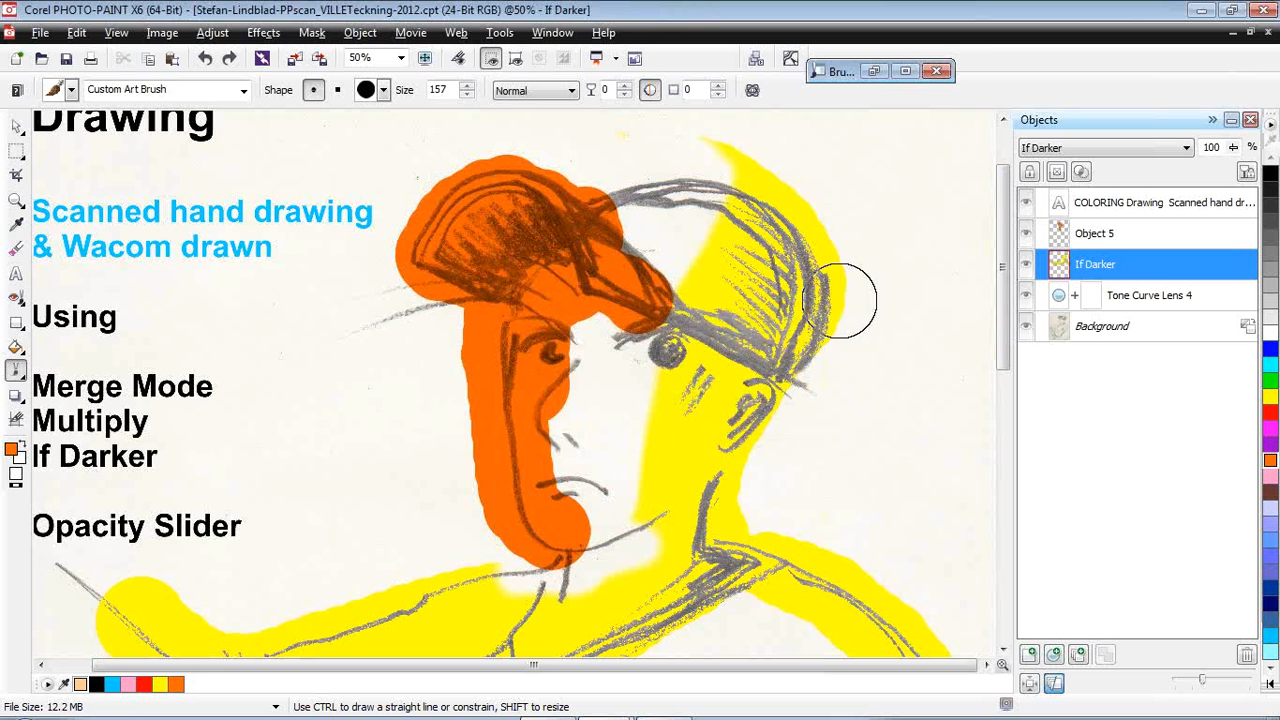 Corel PHOTO-PAINT X6 (64-Bit) - [Stefan-Lindblad-PPscan_VILLETeckning-2012.cpt (24-Bit RGB) @50% - If Darker]
File Edit View Image Adjust Effects Mask Object Movie Web Tools Window Help
50%
Bru...
Custom Art Brush Shape Size 157 Normal 0 0
Objects
If Darker 100 %
COLORING Drawing Scanned hand dr...
Object 5
If Darker
Tone Curve Lens 4
Background
Drawing
Scanned hand drawing
& Wacom drawn
Using
Merge Mode
Multiply
If Darker
Opacity Slider
File Size: 12.2 MB Use CTRL to draw a straight line or constrain, SHIFT to resize